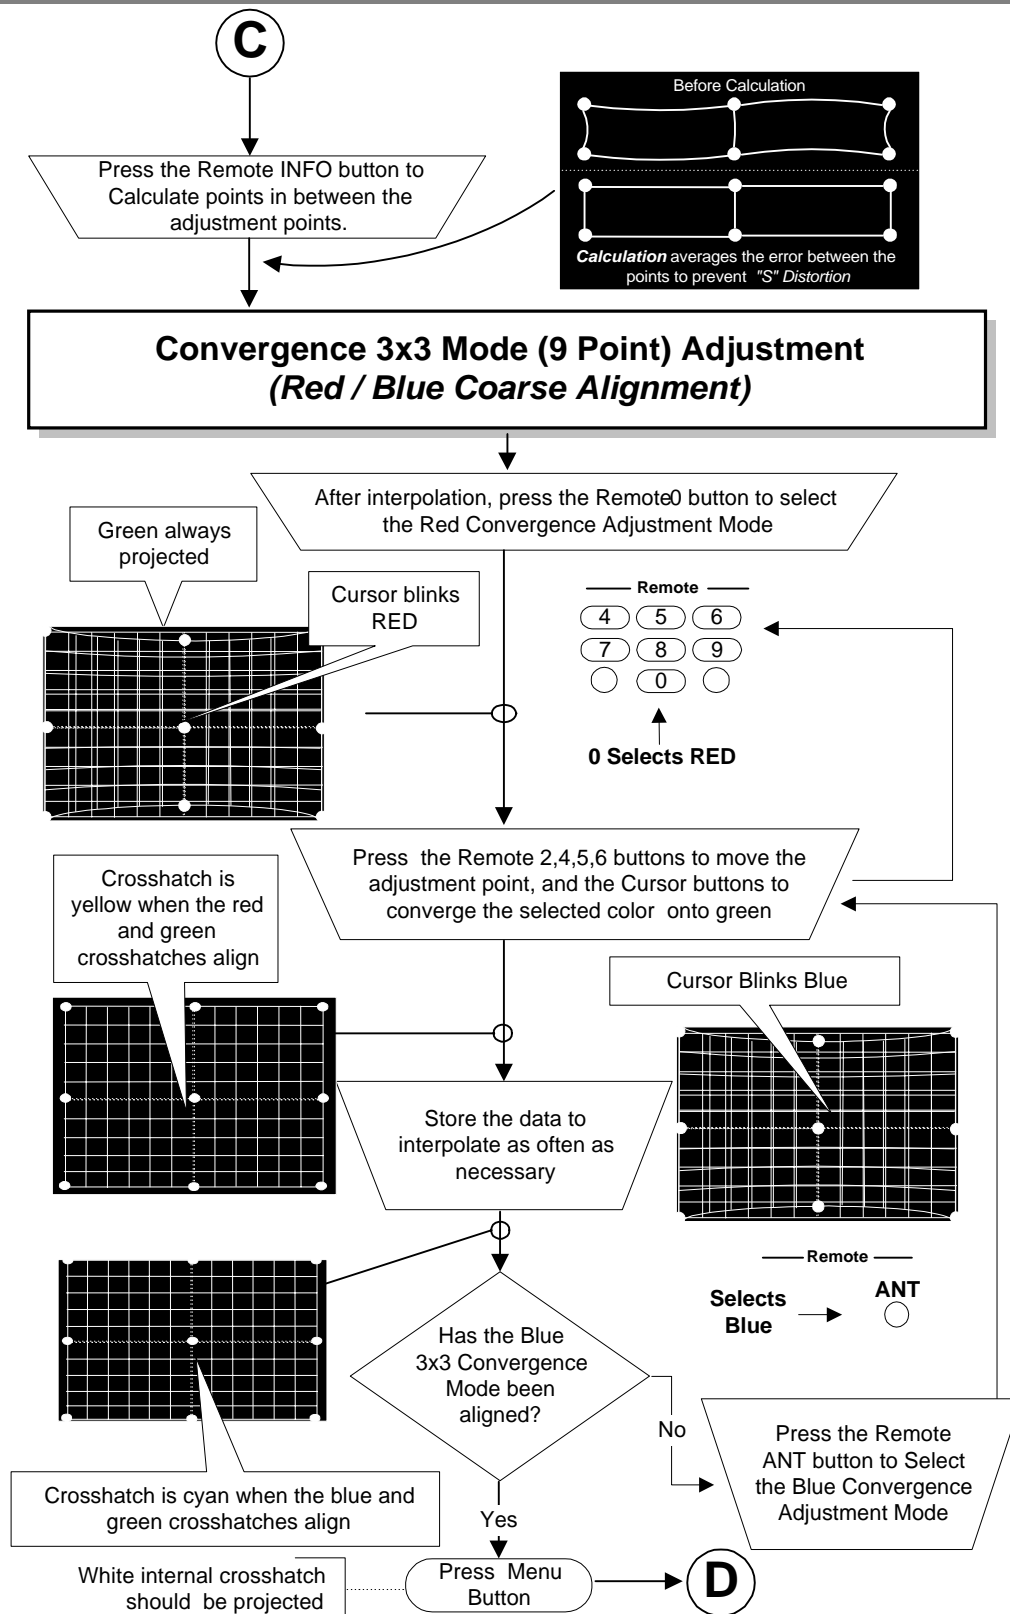 C
Before Calculation
Press the Remote INFO button to
Calculate points in between the
adjustment points.
Calculation averages the error between the
points to prevent "S" Distortion
Convergence 3x3 Mode (9 Point) Adjustment
(Red / Blue Coarse Alignment)
After interpolation, press the Remote0 button to select
the Red Convergence Adjustment Mode
Green always
projected
Cursor blinks
RED
Remote
4 5 6
7 8 9
0
0 Selects RED
Press the Remote 2,4,5,6 buttons to move the
adjustment point, and the Cursor buttons to
converge the selected color onto green
Crosshatch is
yellow when the red
and green
crosshatches align
Cursor Blinks Blue
Store the data to
interpolate as often as
necessary
Remote
Selects
Blue
ANT
Has the Blue
3x3 Convergence
Mode been
aligned?
No
Press the Remote
ANT button to Select
the Blue Convergence
Adjustment Mode
Crosshatch is cyan when the blue and
green crosshatches align
Yes
White internal crosshatch
should be projected
Press Menu
Button
D